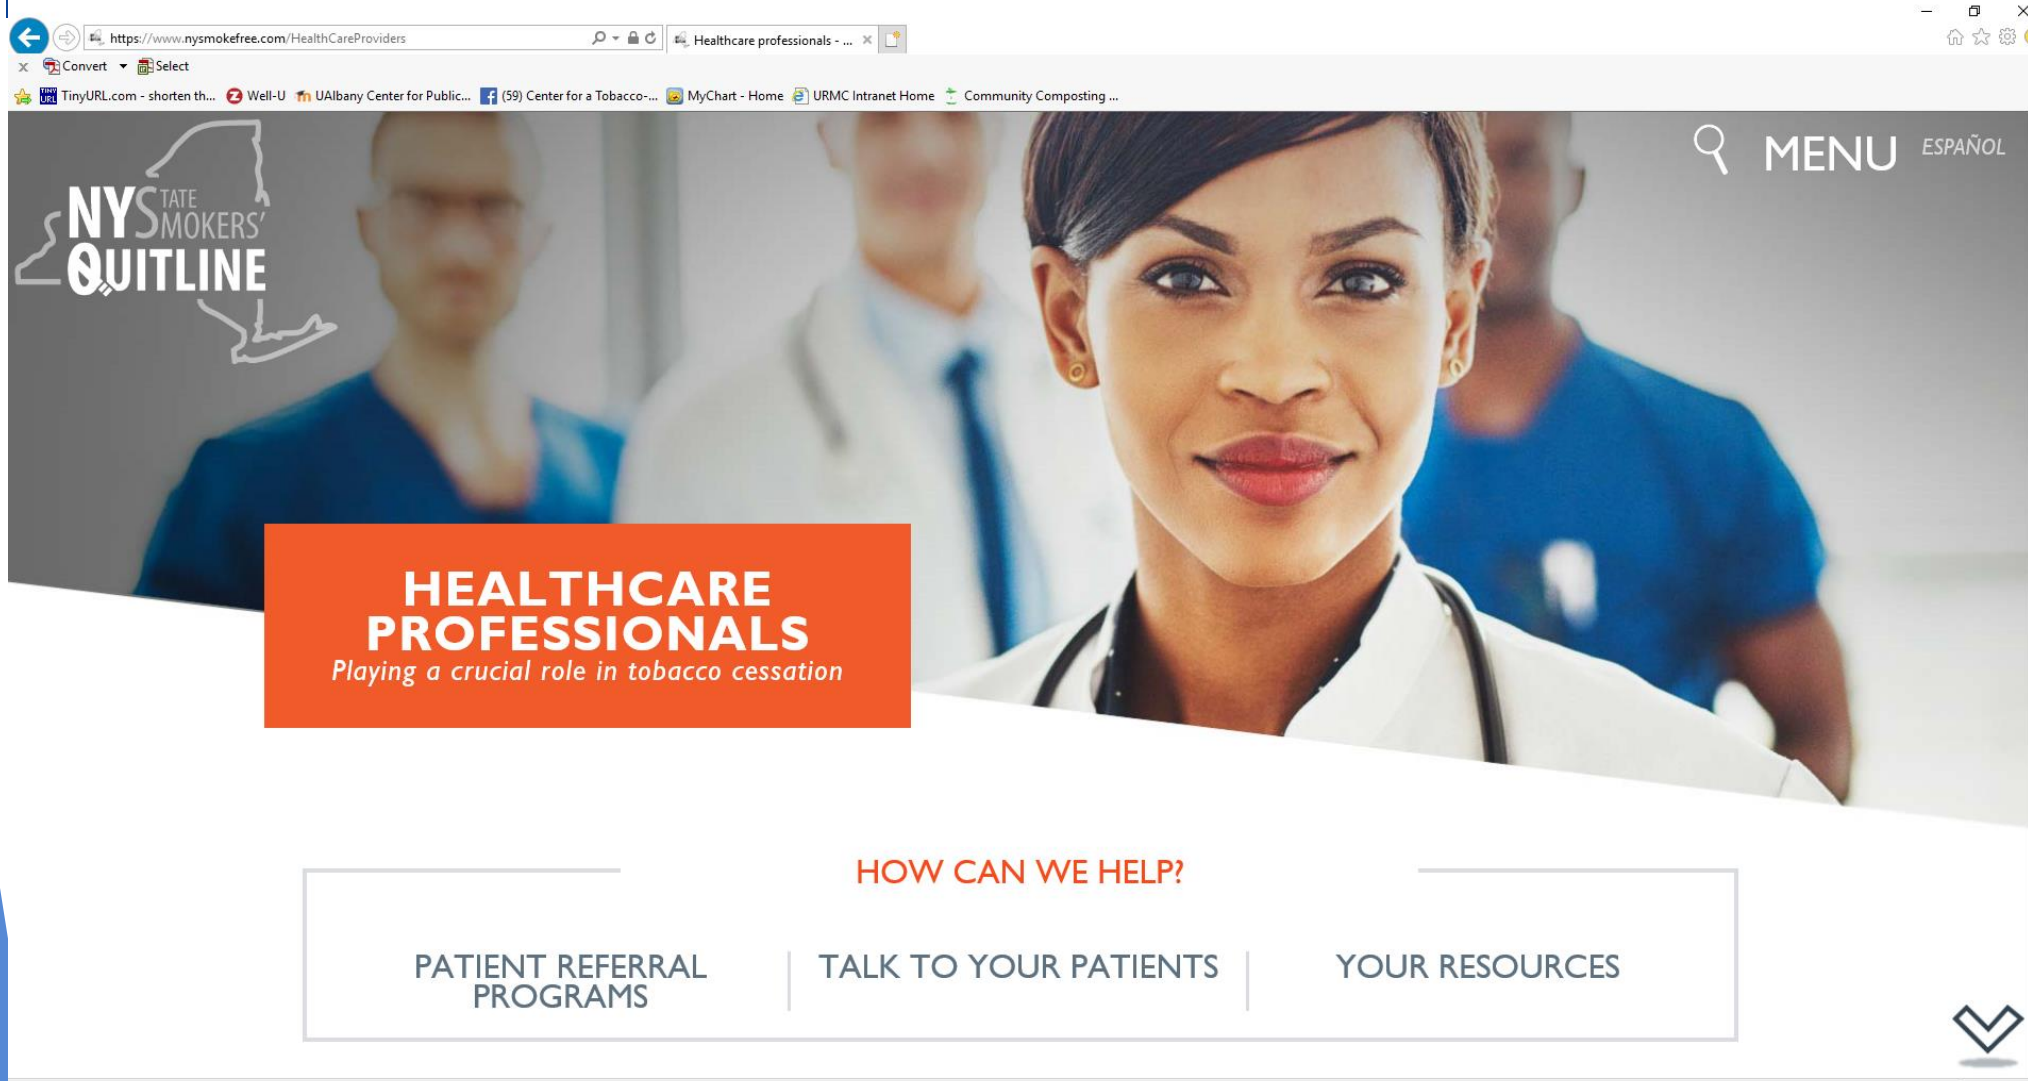 https://www.nysmokefree.com/HealthCareProviders
Healthcare professionals - ...
x Convert Select
TinyURL.com - shorten th... Well-U UAlbany Center for Public... (59) Center for a Tobacco-... MyChart - Home URMC Intranet Home Community Composting ...
NYSTATE
SMOKERS'
QUITLINE
MENU ESPAÑOL
HEALTHCARE
PROFESSIONALS
Playing a crucial role in tobacco cessation
HOW CAN WE HELP?
PATIENT REFERRAL
PROGRAMS
TALK TO YOUR PATIENTS
YOUR RESOURCES